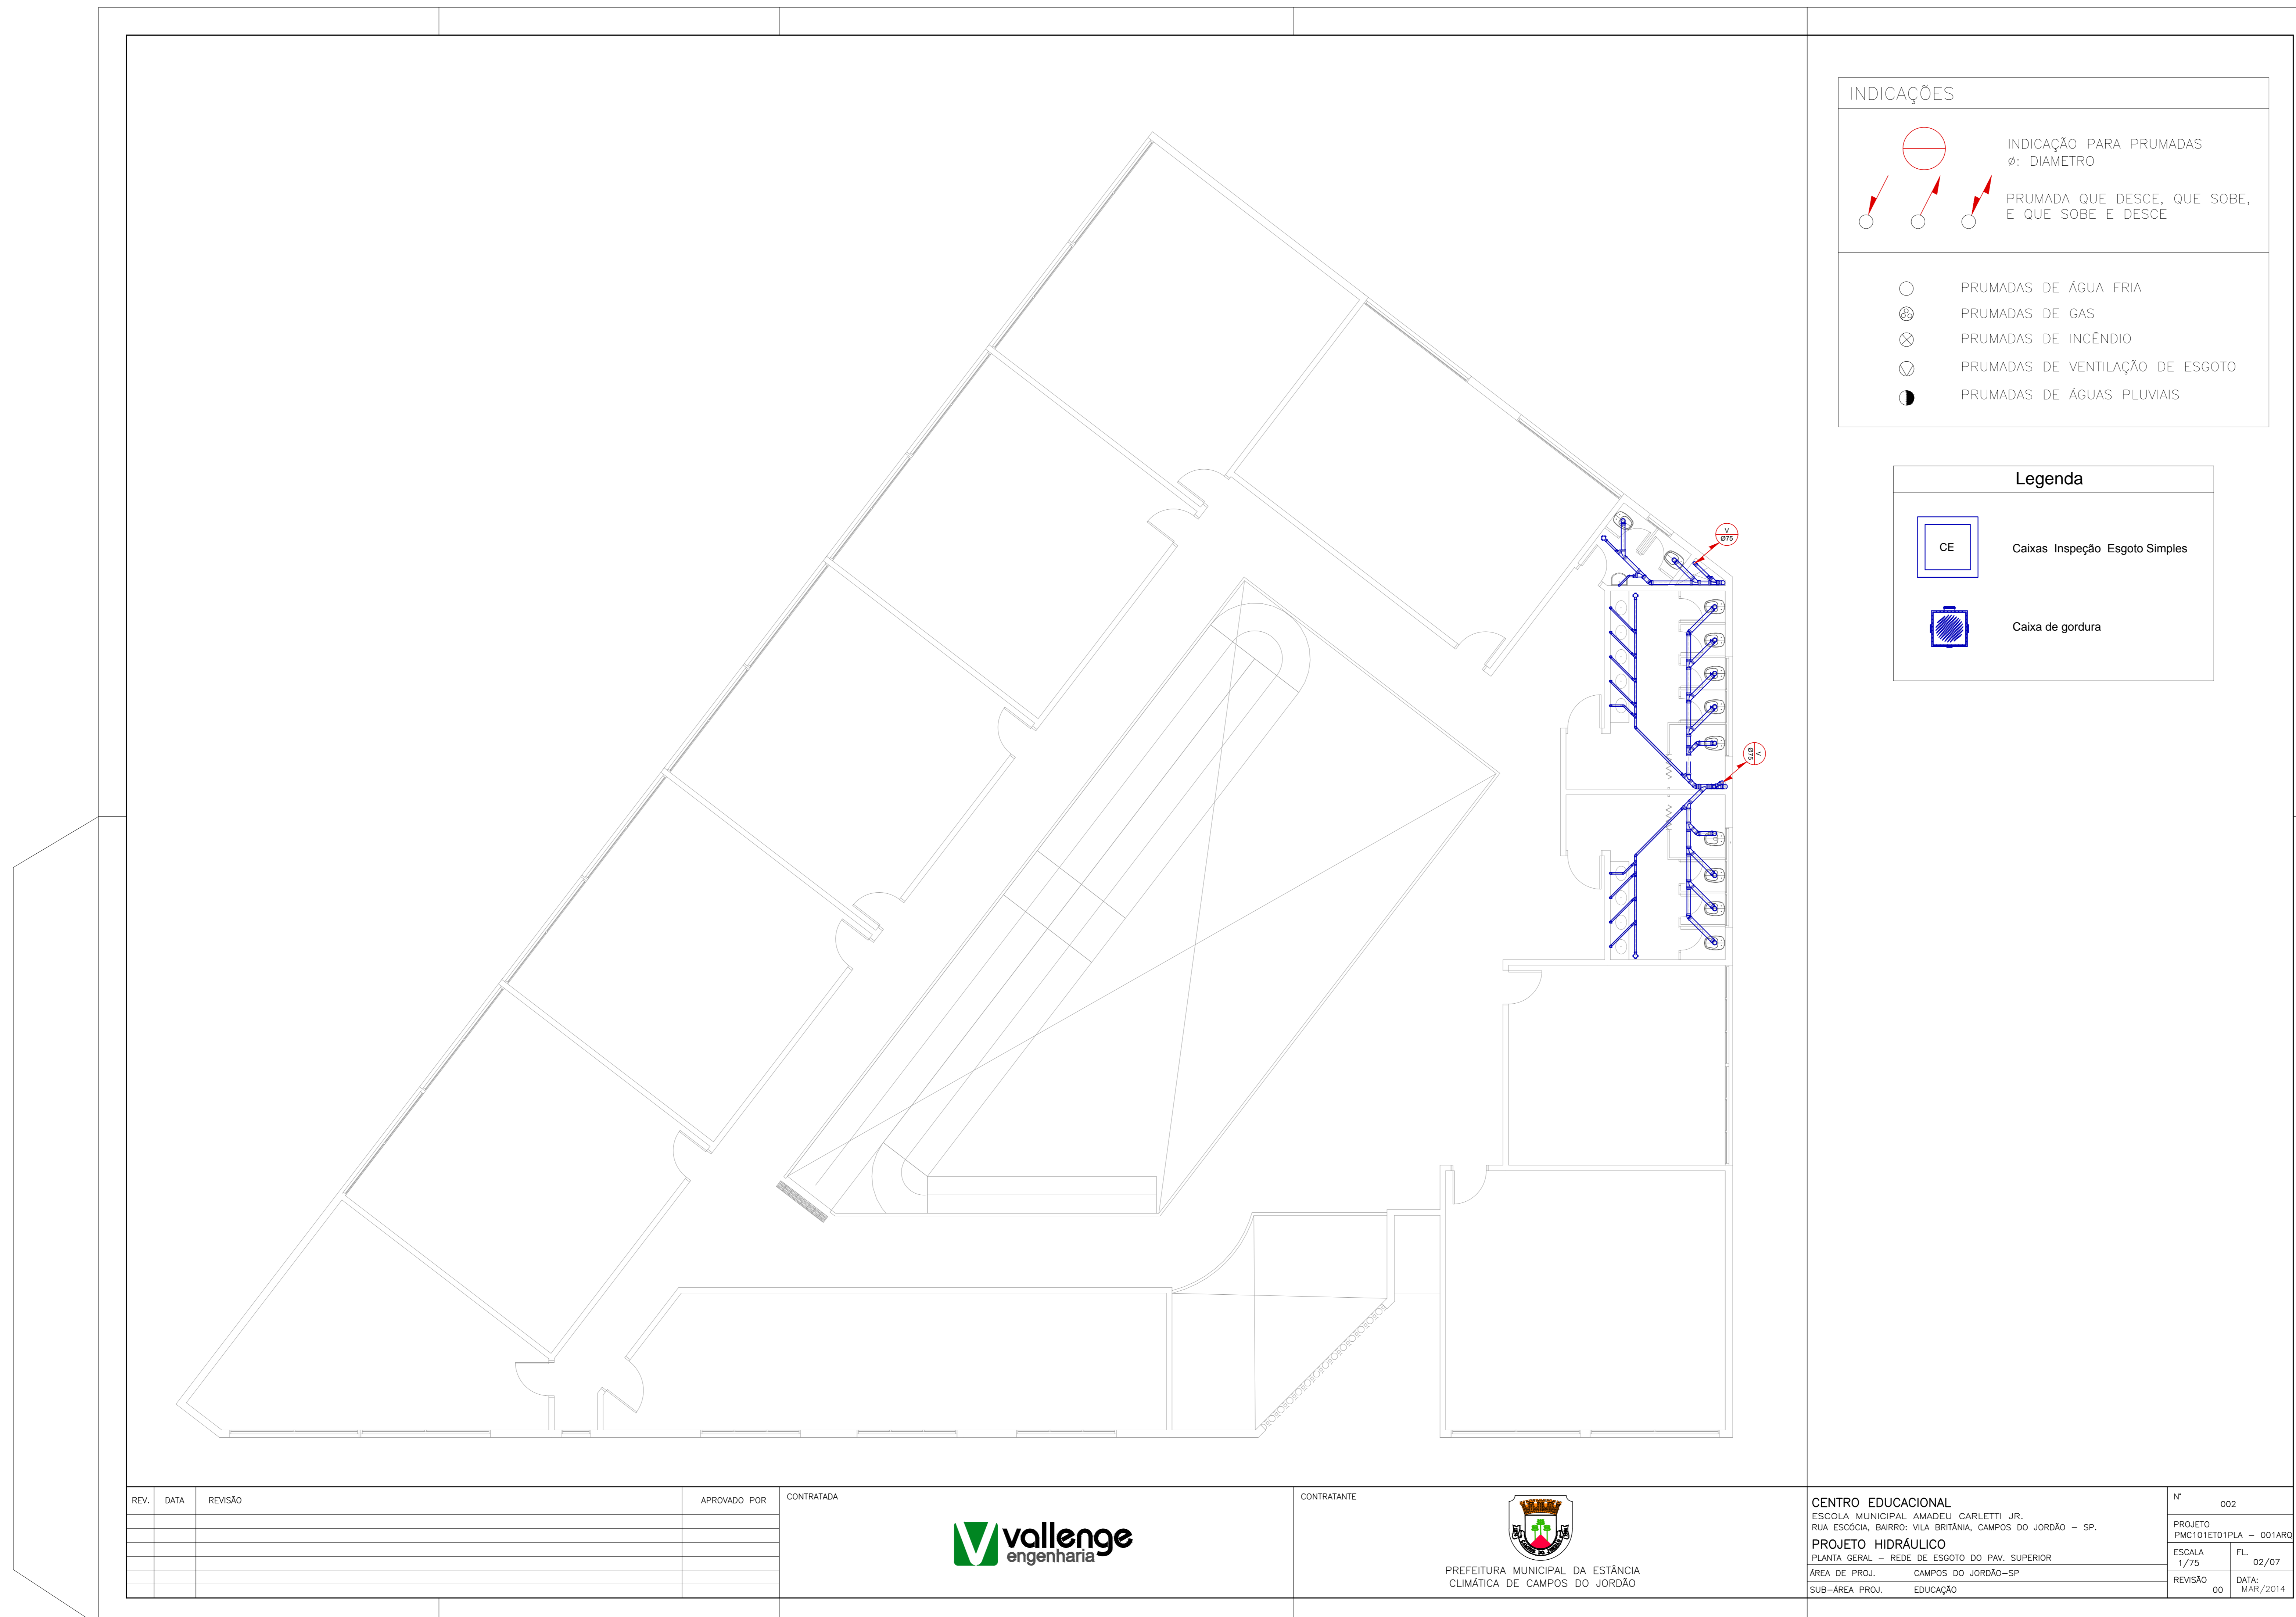 INDICAÇÕES
INDICAÇÃO PARA PRUMADAS
Ø: DIAMETRO
PRUMADA QUE DESCE, QUE SOBE,
E QUE SOBE E DESCE
PRUMADAS DE ÁGUA FRIA
PRUMADAS DE GAS
PRUMADAS DE INCÊNDIO
PRUMADAS DE VENTILAÇÃO DE ESGOTO
PRUMADAS DE ÁGUAS PLUVIAIS
Legenda
CE
Caixas Inspeção Esgoto Simples
Caixa de gordura
V
Ø75
V
Ø75
REV.
DATA
REVISÃO
APROVADO POR
CONTRATADA
vallenge
engenharia
CONTRATANTE
CAMPOS DO JORDÃO
PREFEITURA MUNICIPAL DA ESTÂNCIA
CLIMÁTICA DE CAMPOS DO JORDÃO
CENTRO EDUCACIONAL
ESCOLA MUNICIPAL AMADEU CARLETTI JR.
RUA ESCÓCIA, BAIRRO: VILA BRITÂNIA, CAMPOS DO JORDÃO - SP.
PROJETO HIDRÁULICO
PLANTA GERAL - REDE DE ESGOTO DO PAV. SUPERIOR
ÁREA DE PROJ. CAMPOS DO JORDÃO-SP
SUB-ÁREA PROJ. EDUCAÇÃO
N°
002
PROJETO
PMC101ET01PLA - 001ARQ
ESCALA
1/75
FL.
02/07
REVISÃO
00
DATA:
MAR/2014